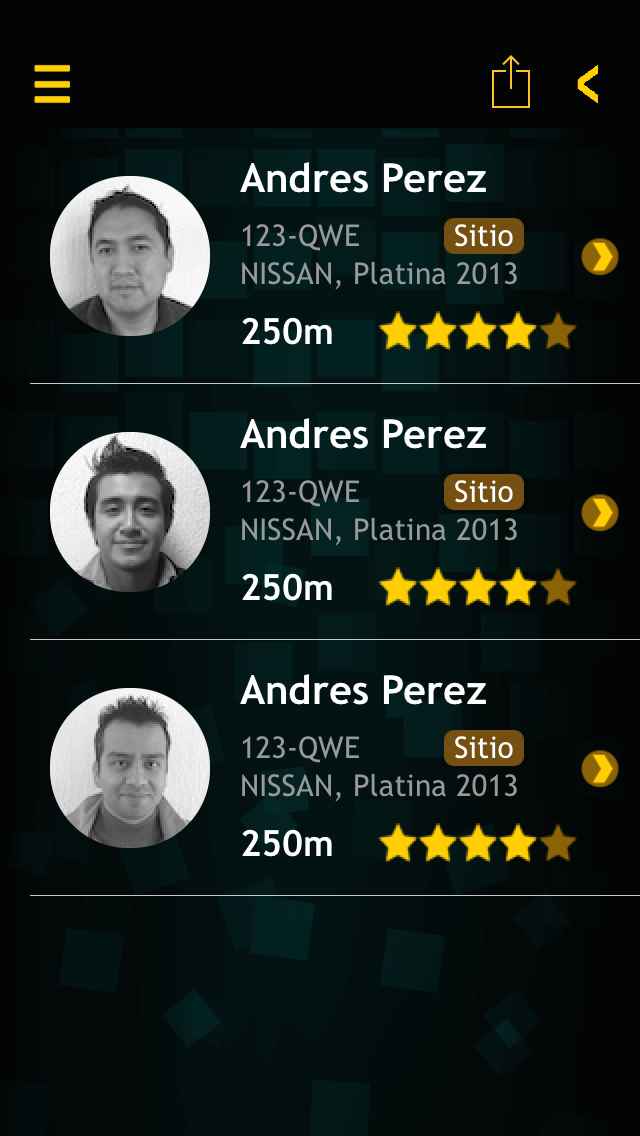 Andres Perez
123-QWE Sitio
NISSAN, Platina 2013
250m
Andres Perez
123-QWE Sitio
NISSAN, Platina 2013
250m
Andres Perez
123-QWE Sitio
NISSAN, Platina 2013
250m